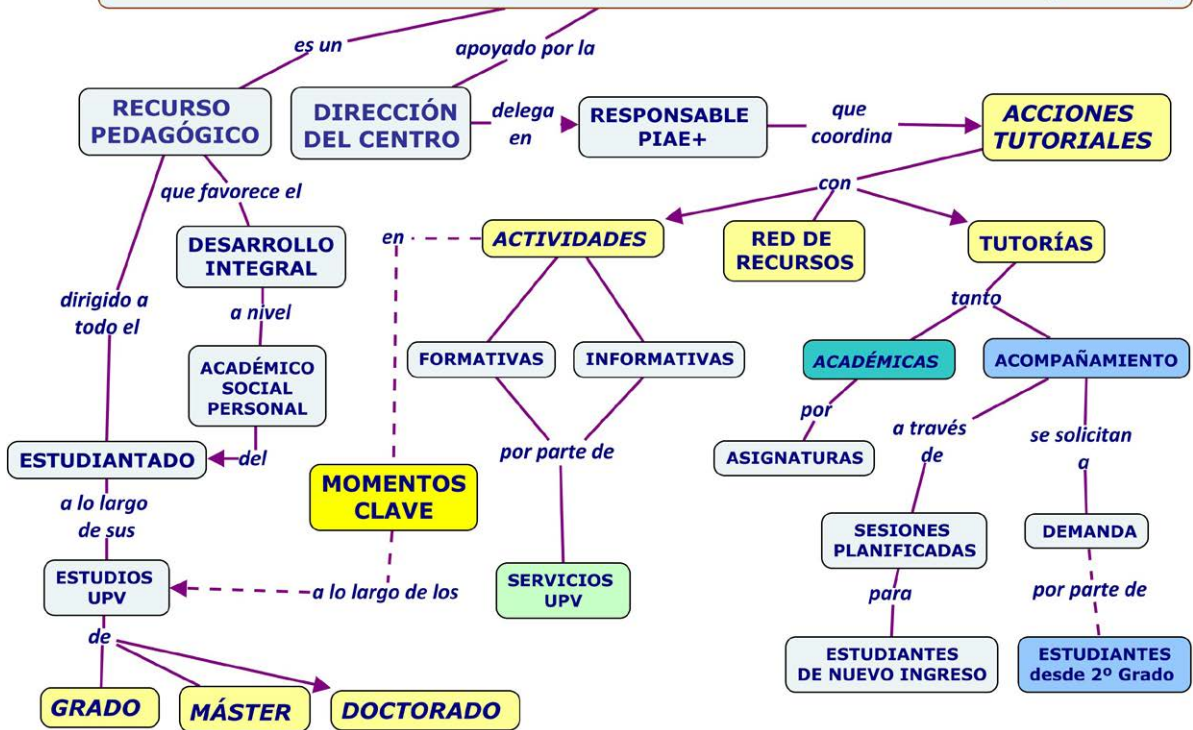 es un
apoyado por la
RECURSO
PEDAGÓGICO
DIRECCIÓN
DEL CENTRO
delega
en
RESPONSABLE
PIAE+
que
coordina
ACCIONES
TUTORIALES
que favorece el
con
DESARROLLO
INTEGRAL
en
ACTIVIDADES
RED DE
RECURSOS
TUTORÍAS
dirigido a
todo el
a nivel
tanto
ACADÉMICO
SOCIAL
PERSONAL
FORMATIVAS
INFORMATIVAS
ACADÉMICAS
ACOMPAÑAMIENTO
por
a través
de
se solicitan
a
ESTUDIANTADO
del
por parte de
ASIGNATURAS
MOMENTOS
CLAVE
a lo largo
de sus
SESIONES
PLANIFICADAS
DEMANDA
ESTUDIOS
UPV
a lo largo de los
SERVICIOS
UPV
para
por parte de
de
ESTUDIANTES
DE NUEVO INGRESO
ESTUDIANTES
desde 2º Grado
GRADO
MÁSTER
DOCTORADO